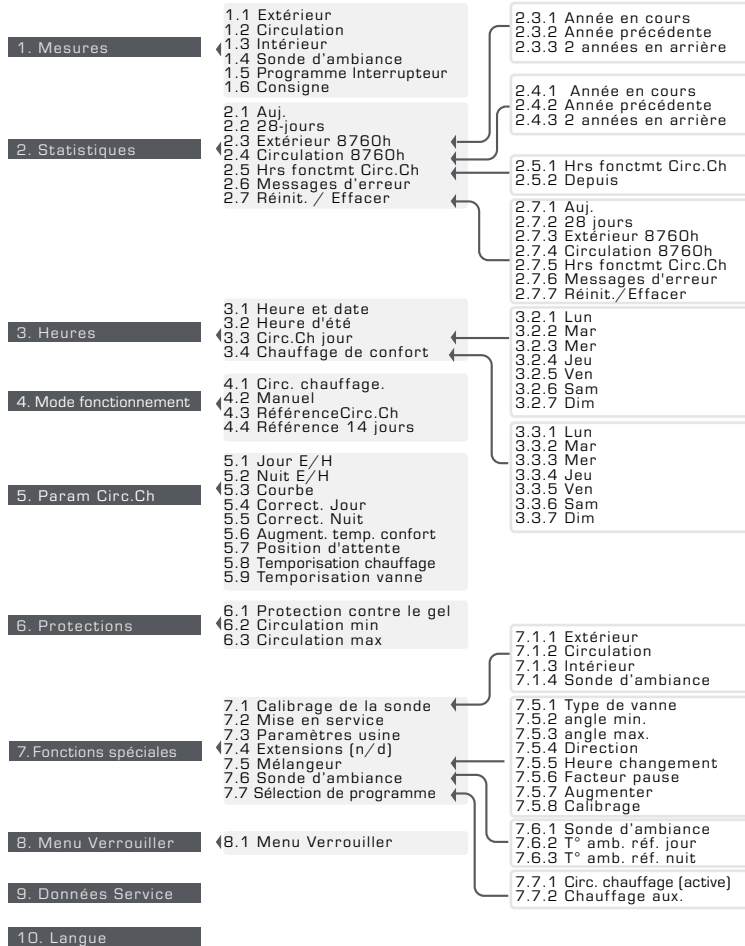 1. Mesures
1.1 Extérieur
1.2 Circulation
1.3 Intérieur
1.4 Sonde d'ambiance
1.5 Programme Interrupteur
1.6 Consigne
2. Statistiques
2.1 Auj.
2.2 28-jours
2.3 Extérieur 8760h
2.4 Circulation 8760h
2.5 Hrs fonctmt Circ.Ch
2.6 Messages d'erreur
2.7 Réinit. / Effacer
2.3.1 Année en cours
2.3.2 Année précédente
2.3.3 2 années en arrière
2.4.1 Année en cours
2.4.2 Année précédente
2.4.3 2 années en arrière
2.5.1 Hrs fonctmt Circ.Ch
2.5.2 Depuis
2.7.1 Auj.
2.7.2 28 jours
2.7.3 Extérieur 8760h
2.7.4 Circulation 8760h
2.7.5 Hrs fonctmt Circ.Ch
2.7.6 Messages d'erreur
2.7.7 Réinit./Effacer
3. Heures
3.1 Heure et date
3.2 Heure d'été
3.3 Circ.Ch jour
3.4 Chauffage de confort
3.2.1 Lun
3.2.2 Mar
3.2.3 Mer
3.2.4 Jeu
3.2.5 Ven
3.2.6 Sam
3.2.7 Dim
3.3.1 Lun
3.3.2 Mar
3.3.3 Mer
3.3.4 Jeu
3.3.5 Ven
3.3.6 Sam
3.3.7 Dim
4. Mode fonctionnement
4.1 Circ. chauffage.
4.2 Manuel
4.3 RéférenceCirc.Ch
4.4 Référence 14 jours
5. Param Circ.Ch
5.1 Jour E/H
5.2 Nuit E/H
5.3 Courbe
5.4 Correct. Jour
5.5 Correct. Nuit
5.6 Augment. temp. confort
5.7 Position d'attente
5.8 Temporisation chauffage
5.9 Temporisation vanne
6. Protections
6.1 Protection contre le gel
6.2 Circulation min
6.3 Circulation max
7. Fonctions spéciales
7.1 Calibrage de la sonde
7.2 Mise en service
7.3 Paramètres usine
7.4 Extensions (n/d)
7.5 Mélangeur
7.6 Sonde d'ambiance
7.7 Sélection de programme
7.1.1 Extérieur
7.1.2 Circulation
7.1.3 Intérieur
7.1.4 Sonde d'ambiance
7.5.1 Type de vanne
7.5.2 angle min.
7.5.3 angle max.
7.5.4 Direction
7.5.5 Heure changement
7.5.6 Facteur pause
7.5.7 Augmenter
7.5.8 Calibrage
7.6.1 Sonde d'ambiance
7.6.2 T° amb. réf. jour
7.6.3 T° amb. réf. nuit
7.7.1 Circ. chauffage (active)
7.7.2 Chauffage aux.
8. Menu Verrouiller
8.1 Menu Verrouiller
9. Données Service
10. Langue